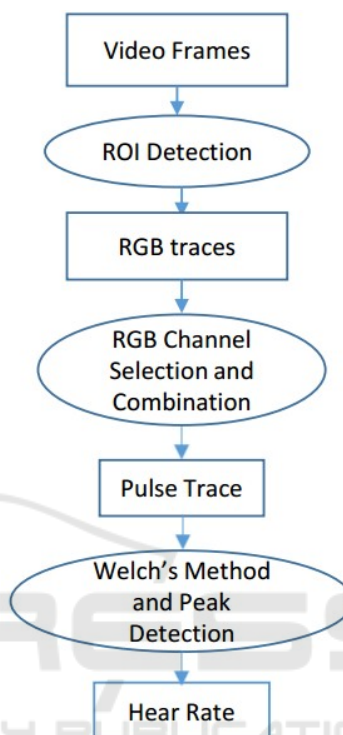 Video Frames
ROI Detection
RGB traces
RGB Channel
Selection and
Combination
Pulse Trace
Welch's Method
and Peak
Detection
Hear Rate